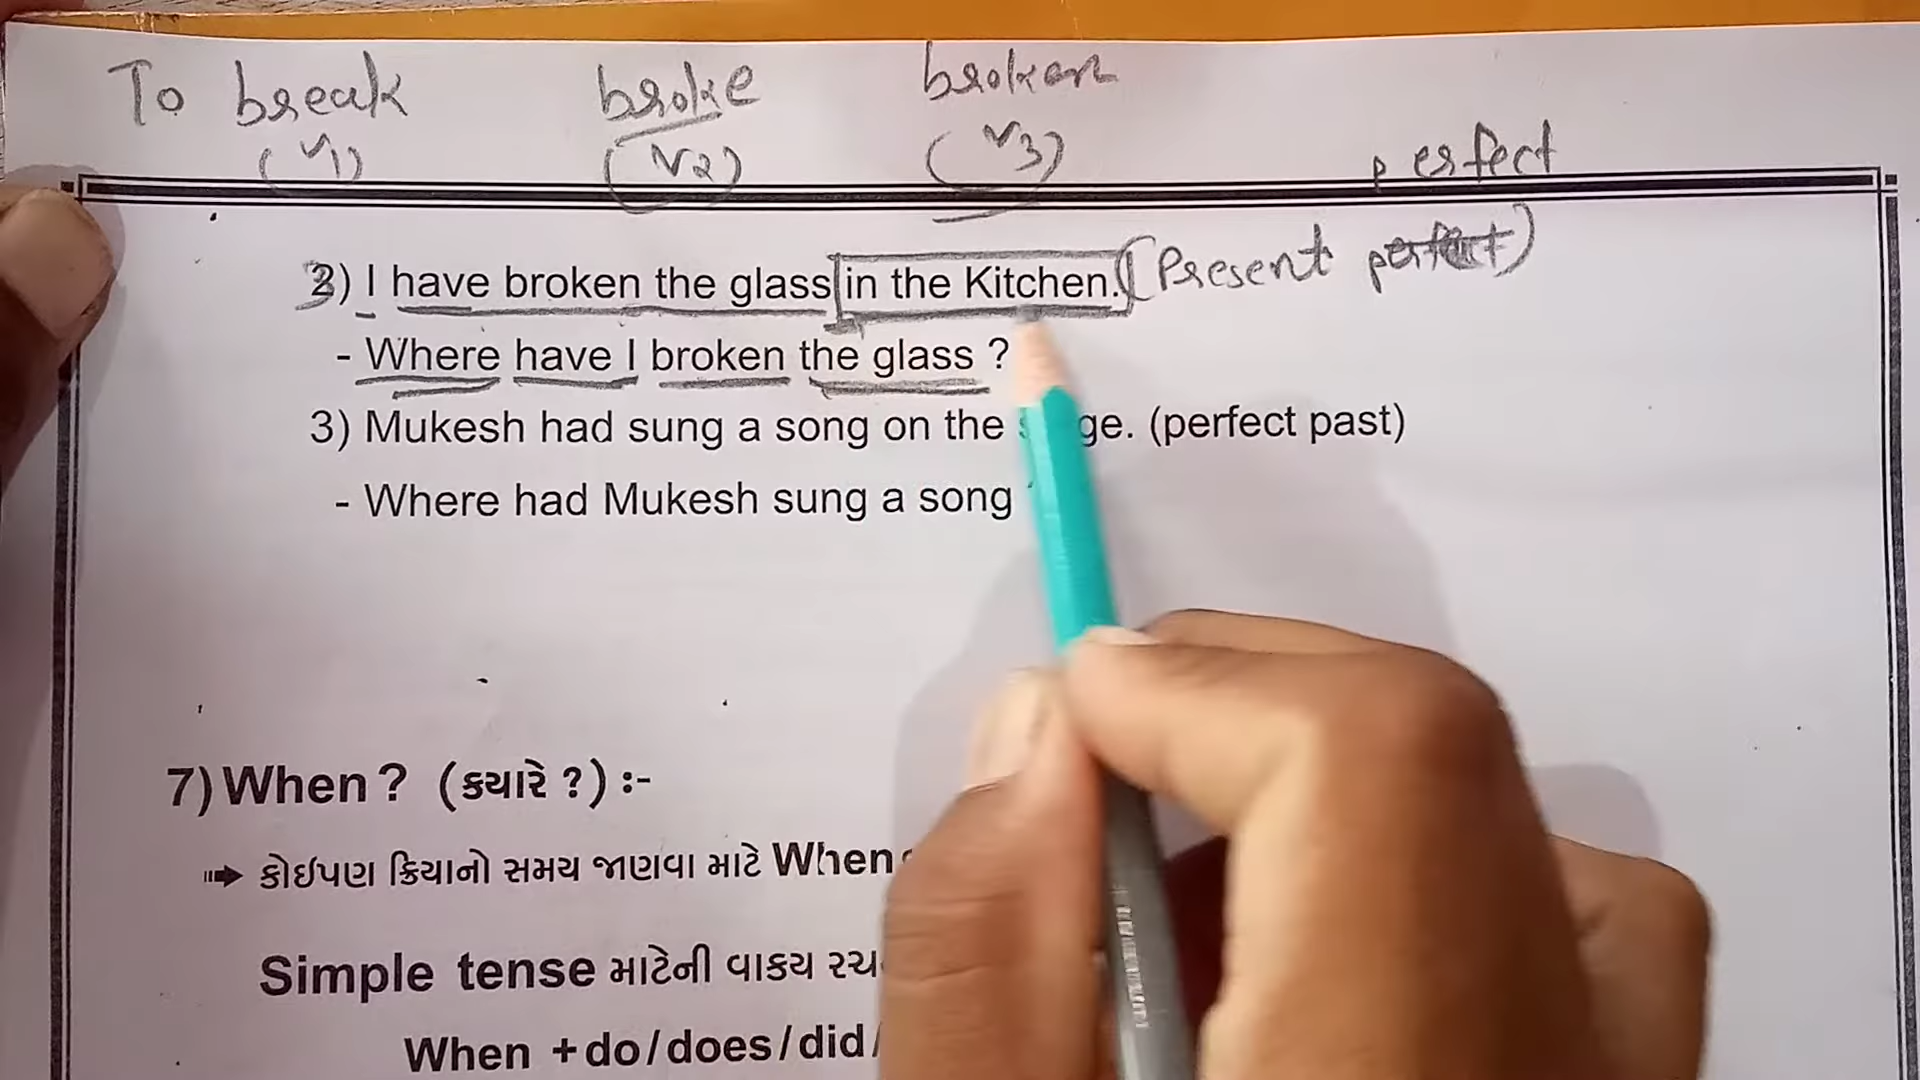 To break broke broken
(V1) (V2) (V3)
perfect
3) I have broken the glass in the Kitchen. (Present perfect)
- Where have I broken the glass ?
3) Mukesh had sung a song on the ge. (perfect past)
- Where had Mukesh sung a song
7) When ? (ક્યારે ?) :-
➠ કોઈપણ ક્રિયાનો સમય જાણવા માટે When
Simple tense માટેની વાક્ય
When + do / does / did /